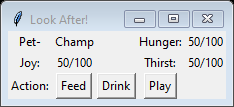 Look After!
Pet- Champ Hunger: 50/100
Joy: 50/100 Thirst: 50/100
Action: Feed Drink Play